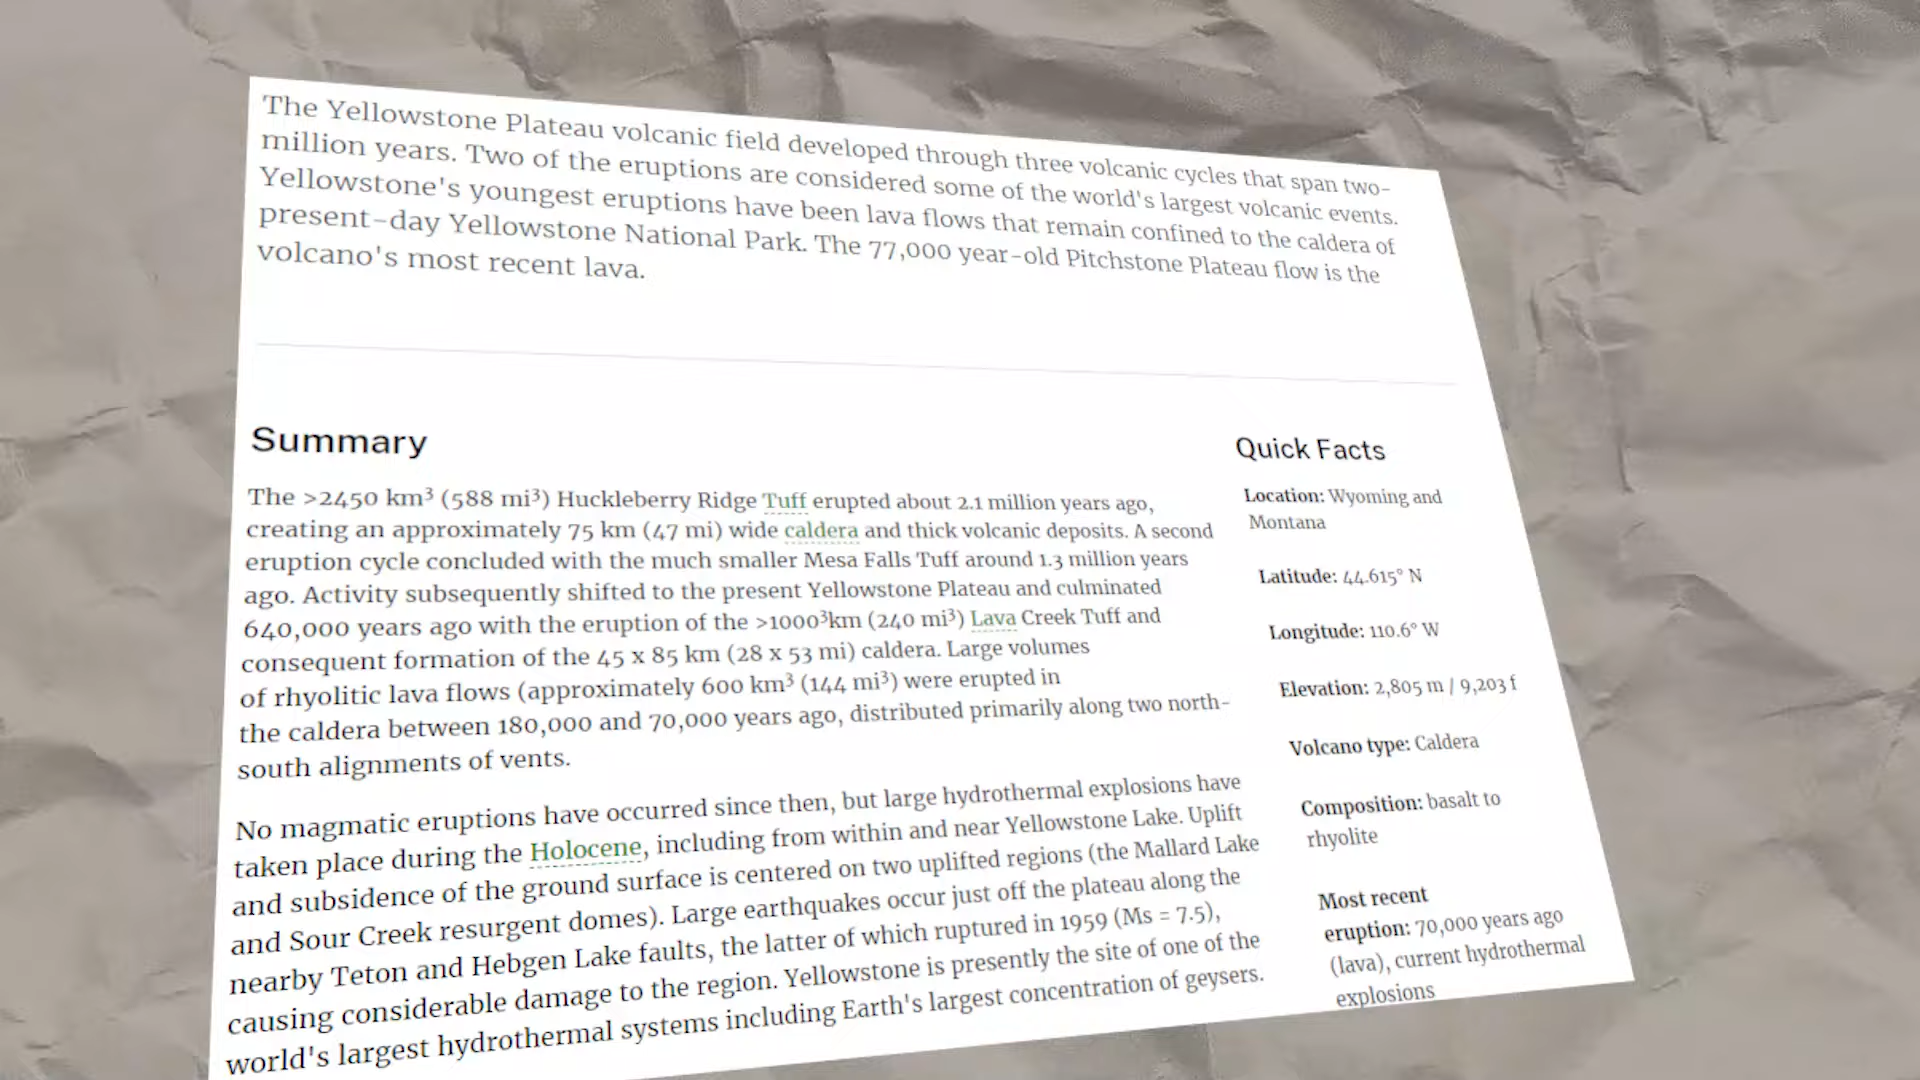 The Yellowstone Plateau volcanic field developed through three volcanic cycles that span two-
million years. Two of the eruptions are considered some of the world's largest volcanic events.
Yellowstone's youngest eruptions have been lava flows that remain confined to the caldera of
present-day Yellowstone National Park. The 77,000 year-old Pitchstone Plateau flow is the
volcano's most recent lava.
Summary
The >2450 km³ (588 mi³) Huckleberry Ridge Tuff erupted about 2.1 million years ago,
creating an approximately 75 km (47 mi) wide caldera and thick volcanic deposits. A second
eruption cycle concluded with the much smaller Mesa Falls Tuff around 1.3 million years
ago. Activity subsequently shifted to the present Yellowstone Plateau and culminated
640,000 years ago with the eruption of the >1000³km (240 mi³) Lava Creek Tuff and
consequent formation of the 45 x 85 km (28 x 53 mi) caldera. Large volumes
of rhyolitic lava flows (approximately 600 km³ (144 mi³) were erupted in
the caldera between 180,000 and 70,000 years ago, distributed primarily along two north-
south alignments of vents.
No magmatic eruptions have occurred since then, but large hydrothermal explosions have
taken place during the Holocene, including from within and near Yellowstone Lake. Uplift
and subsidence of the ground surface is centered on two uplifted regions (the Mallard Lake
and Sour Creek resurgent domes). Large earthquakes occur just off the plateau along the
nearby Teton and Hebgen Lake faults, the latter of which ruptured in 1959 (Ms = 7.5),
causing considerable damage to the region. Yellowstone is presently the site of one of the
world's largest hydrothermal systems including Earth's largest concentration of geysers.
Quick Facts
Location: Wyoming and
Montana
Latitude: 44.615° N
Longitude: 110.6° W
Elevation: 2,805 m / 9,203 f
Volcano type: Caldera
Composition: basalt to
rhyolite
Most recent
eruption: 70,000 years ago
(lava), current hydrothermal
explosions